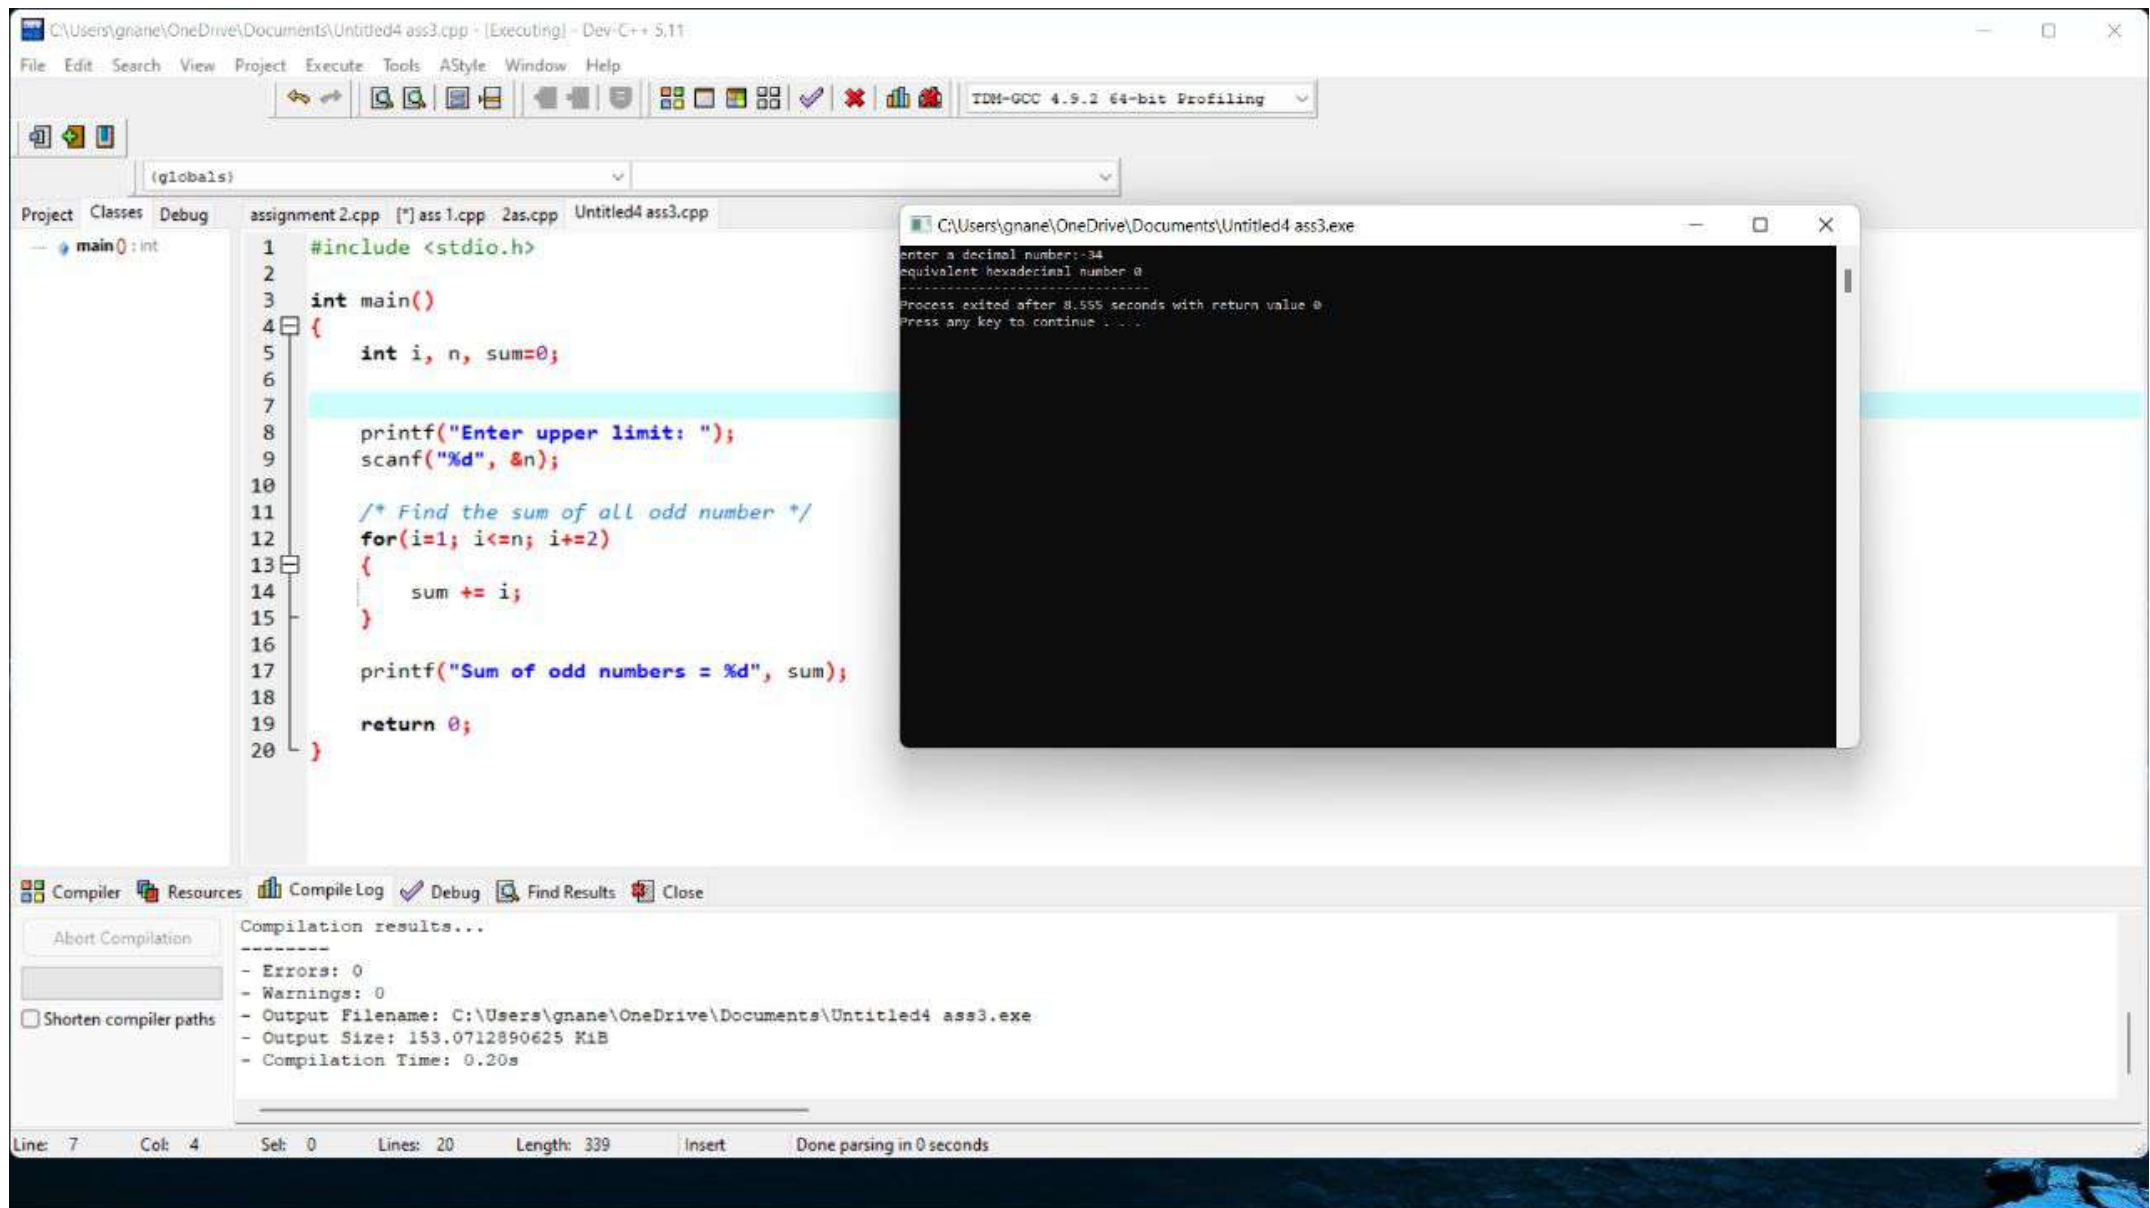 C:\Users\gnane\OneDrive\Documents\Untitled4 ass3.cpp - [Executing] - Dev-C++ 5.11
File Edit Search View Project Execute Tools AStyle Window Help
TDM-GCC 4.9.2 64-bit Profiling
(globals)
Project Classes Debug
assignment 2.cpp [*] ass 1.cpp 2as.cpp Untitled4 ass3.cpp
main () : int
1 #include <stdio.h>
2
3 int main()
4 {
5 int i, n, sum=0;
6
7
8 printf("Enter upper limit: ");
9 scanf("%d", &n);
10
11 /* Find the sum of all odd number */
12 for(i=1; i<=n; i+=2)
13 {
14 sum += i;
15 }
16
17 printf("Sum of odd numbers = %d", sum);
18
19 return 0;
20 }
C:\Users\gnane\OneDrive\Documents\Untitled4 ass3.exe
enter a decimal number:-34
equivalent hexadecimal number 0
--------------------------------
Process exited after 8.555 seconds with return value 0
Press any key to continue . . .
Compiler Resources Compile Log Debug Find Results Close
Abort Compilation
Shorten compiler paths
Compilation results...
--------
- Errors: 0
- Warnings: 0
- Output Filename: C:\Users\gnane\OneDrive\Documents\Untitled4 ass3.exe
- Output Size: 153.0712890625 KiB
- Compilation Time: 0.20s
Line: 7 Col: 4 Sel: 0 Lines: 20 Length: 339 Insert Done parsing in 0 seconds